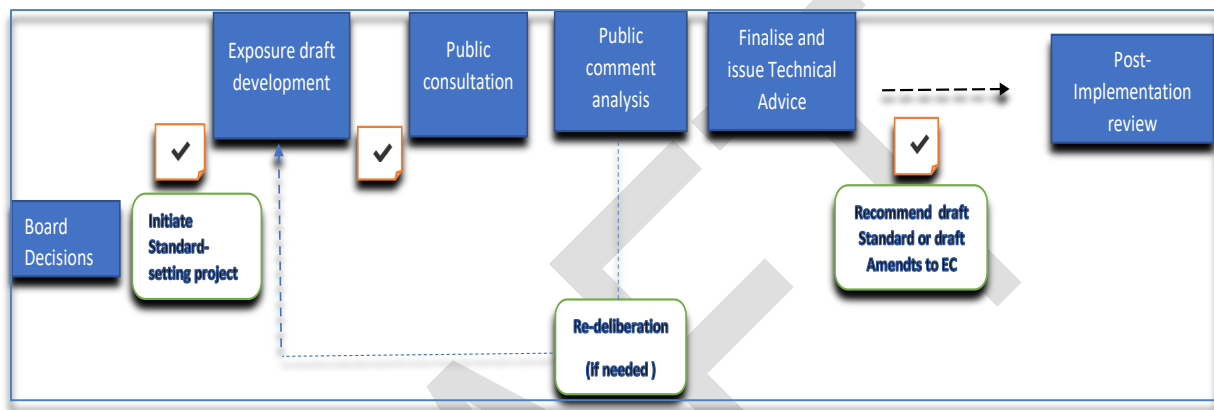 Exposure draft
development
Public
consultation
Public
comment
analysis
Finalise and
issue Technical
Advice
Post-
Implementation
review
Board
Decisions
Initiate
Standard-
setting project
Recommend draft
Standard or draft
Amendts to EC
Re-deliberation
(if needed )